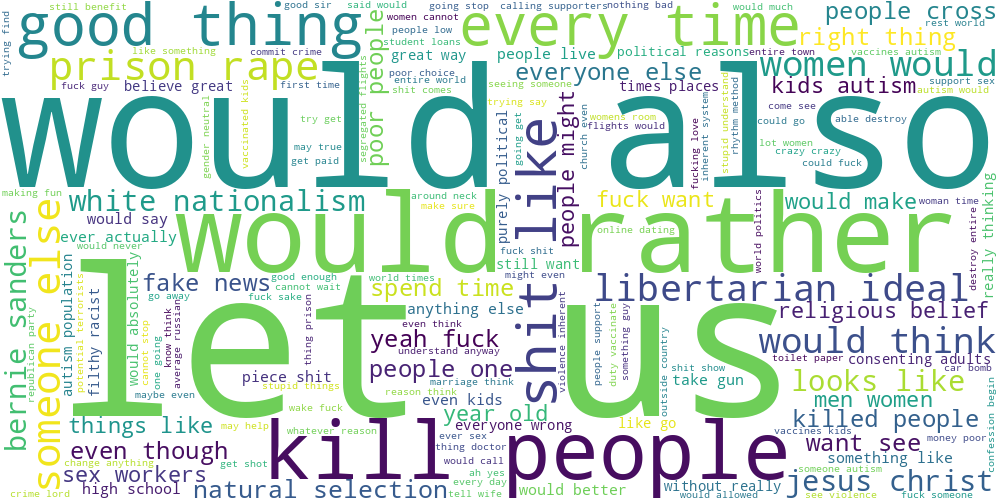 still benefit
good sir
said would
going stop
calling supporters
nothing bad
would much
trying find
good thing
every time
women cannot
people low
student loans
people cross
rest world
like something
commit crime
prison rape
poor people
great way
people live
political reasons
entire town
right thing
vaccines autism
fuck guy
believe great
first time
poor choice
entire world
shit comes
everyone else
seeing someone
times places
women would
kids autism
support sex
autism would
would also
gender neutral
vaccinated kids
segregated flights
try get
may true
get paid
trying say
going get
womens room
flights would
church even
people might
fucking love
inherent system
stupid understand
rhythm method
come see
could go
lot women
crazy crazy
could fuck
able destroy
making fun
white nationalism
would say
ever actually
would never
would rather
around neck
make sure
purely political
shit like
fuck want
online dating
fuck shit
still want
might even
world politics
would make
woman time
destroy entire
really thinking
bernie sanders
someone else
republican party
autism population
potential terrorists
filthy racist
would absolutely
cannot stop
one going
know think
average russian
maybe even
let us
fake news
go away
good enough
cannot wait
fuck sake
world times
spend time
anything else
thing prison
even think
yeah fuck
understand anyway
people one
marriage think
reason think
even kids
piece shit
stupid things
wake fuck
violence inherent
people support
something guy
duty vaccinate
outside country
shit show
take gun
libertarian ideal
religious belief
would think
toilet paper
consenting adults
car bomb
looks like
men women
things like
may help
whatever reason
year old
everyone wrong
like go
killed people
vaccines kids
confession begin
money poor
even though
change anything
sex workers
get shot
kill people
ever sex
thing doctor
would call
ah yes
every day
tell wife
want see
something like
someone autism
crime lord
high school
natural selection
would better
without really
would allowed
see violence
jesus christ
fuck someone